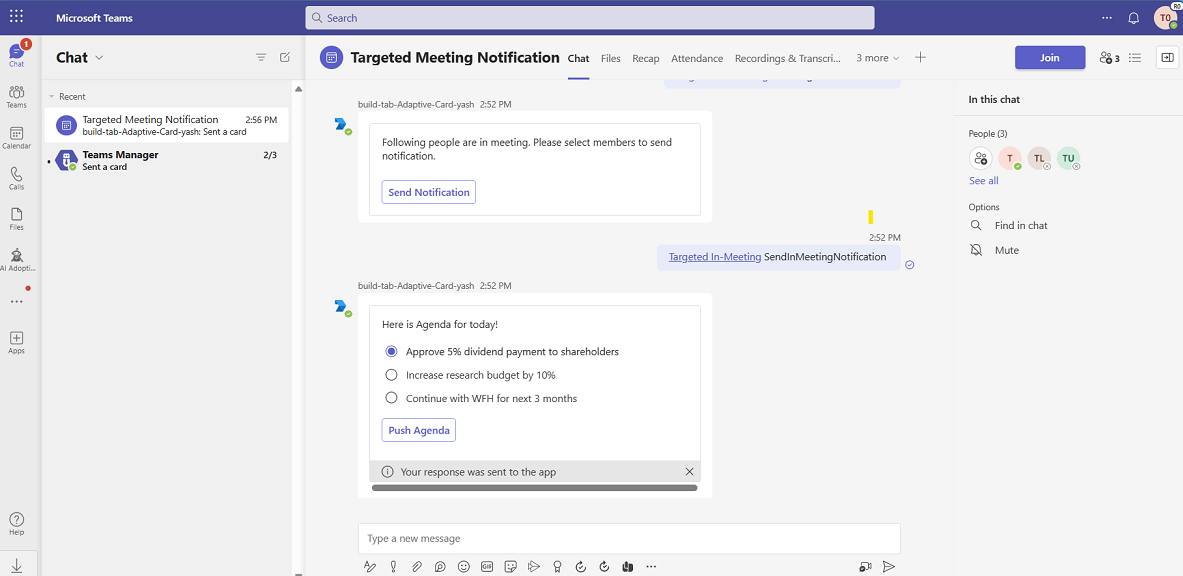 Microsoft Teams
Search
T0
R0
Chat
1
Teams
Calendar
Calls
Files
AI Adopti...
Apps
Help
Chat
Recent
Targeted Meeting Notification 2:56 PM
build-tab-Adaptive-Card-yash: Sent a card
Teams Manager 2/3
Sent a card
Targeted Meeting Notification
Chat Files Recap Attendance Recordings & Transcri... 3 more
Join
3
build-tab-Adaptive-Card-yash 2:52 PM
Following people are in meeting. Please select members to send
notification.
Send Notification
2:52 PM
Targeted In-Meeting SendInMeetingNotification
build-tab-Adaptive-Card-yash 2:52 PM
Here is Agenda for today!
Approve 5% dividend payment to shareholders
Increase research budget by 10%
Continue with WFH for next 3 months
Push Agenda
Your response was sent to the app
Type a new message
GIF
In this chat
People (3)
T TL TU
See all
Options
Find in chat
Mute